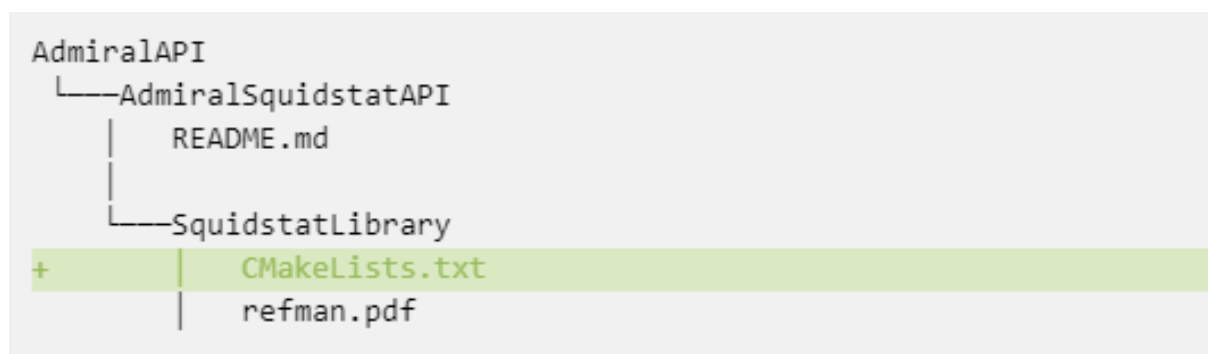 AdmiralAPI
└───AdmiralSquidstatAPI
    │   README.md
    │
    └───SquidstatLibrary
+       │   CMakeLists.txt
        │   refman.pdf